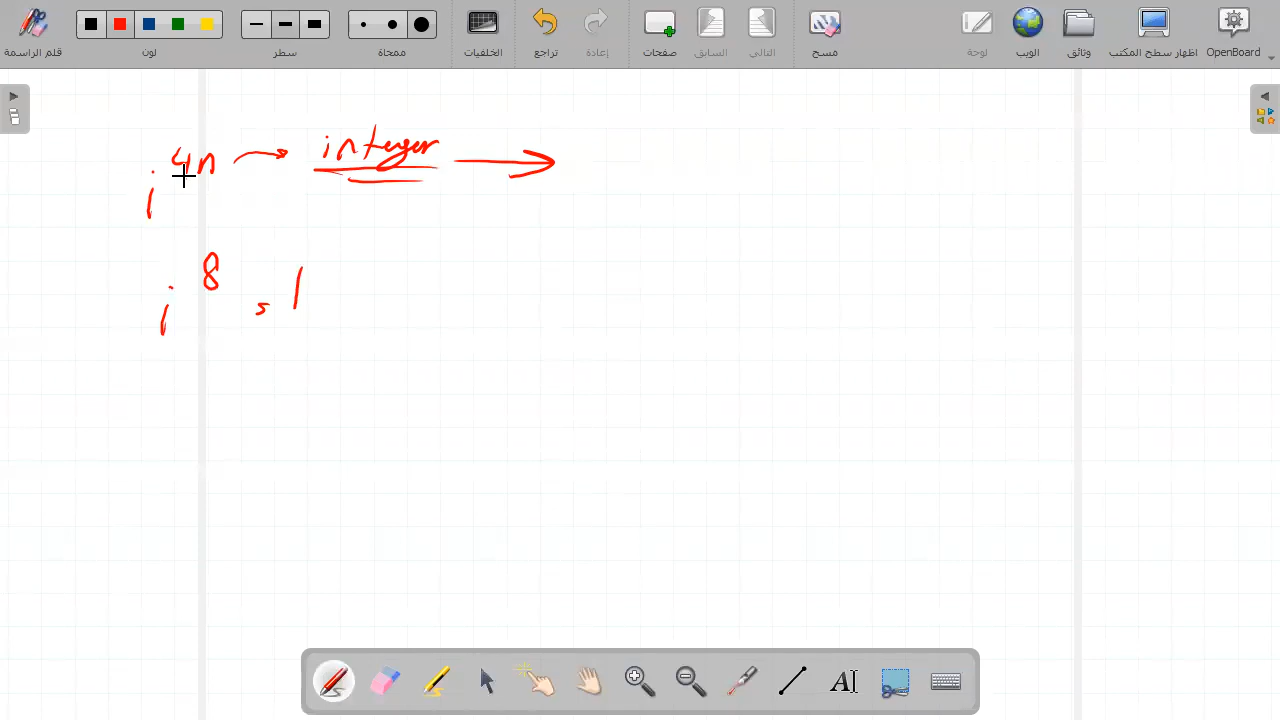 قلم الراسمة
لون
سطر
ممحاة
الخلفيات
تراجع
إعادة
صفحات
السابق
التالي
مسح
لوحة
الويب
وثائق
اظهار سطح المكتب
OpenBoard
i^4n → integer →
i^8 = 1
A